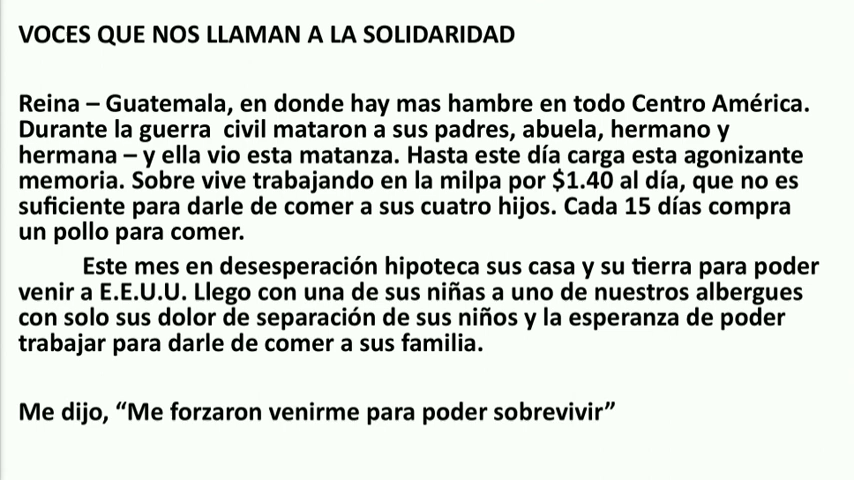 VOCES QUE NOS LLAMAN A LA SOLIDARIDAD
Reina – Guatemala, en donde hay mas hambre en todo Centro América.
Durante la guerra  civil mataron a sus padres, abuela, hermano y
hermana – y ella vio esta matanza. Hasta este día carga esta agonizante
memoria. Sobre vive trabajando en la milpa por $1.40 al día, que no es
suficiente para darle de comer a sus cuatro hijos. Cada 15 días compra
un pollo para comer.
Este mes en desesperación hipoteca sus casa y su tierra para poder
venir a E.E.U.U. Llego con una de sus niñas a uno de nuestros albergues
con solo sus dolor de separación de sus niños y la esperanza de poder
trabajar para darle de comer a sus familia.
Me dijo, “Me forzaron venirme para poder sobrevivir”